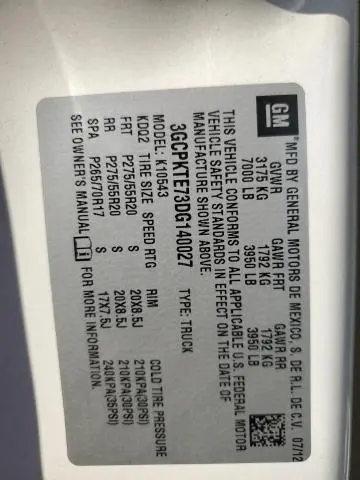 GM
MFD BY GENERAL MOTORS DE MEXICO, S. DE R.L. DE C.V. 07/12
GVWR GAWR FRT GAWR RR
3175 KG 1792 KG 1792 KG
7000 LB 3950 LB 3950 LB
THIS VEHICLE CONFORMS TO ALL APPLICABLE U.S. FEDERAL MOTOR
VEHICLE SAFETY STANDARDS IN EFFECT ON THE DATE OF
MANUFACTURE SHOWN ABOVE.
3GCPKTE73DG140027 TYPE: TRUCK
MODEL: K10543
KDQ2 TIRE SIZE SPEED RTG RIM COLD TIRE PRESSURE
FRT P275/55R20 S 20X8.5J 210KPA(30PSI)
RR P275/55R20 S 20X8.5J 210KPA(30PSI)
SPA P265/70R17 S 17X7.5J 240KPA(35PSI)
SEE OWNER'S MANUAL FOR MORE INFORMATION